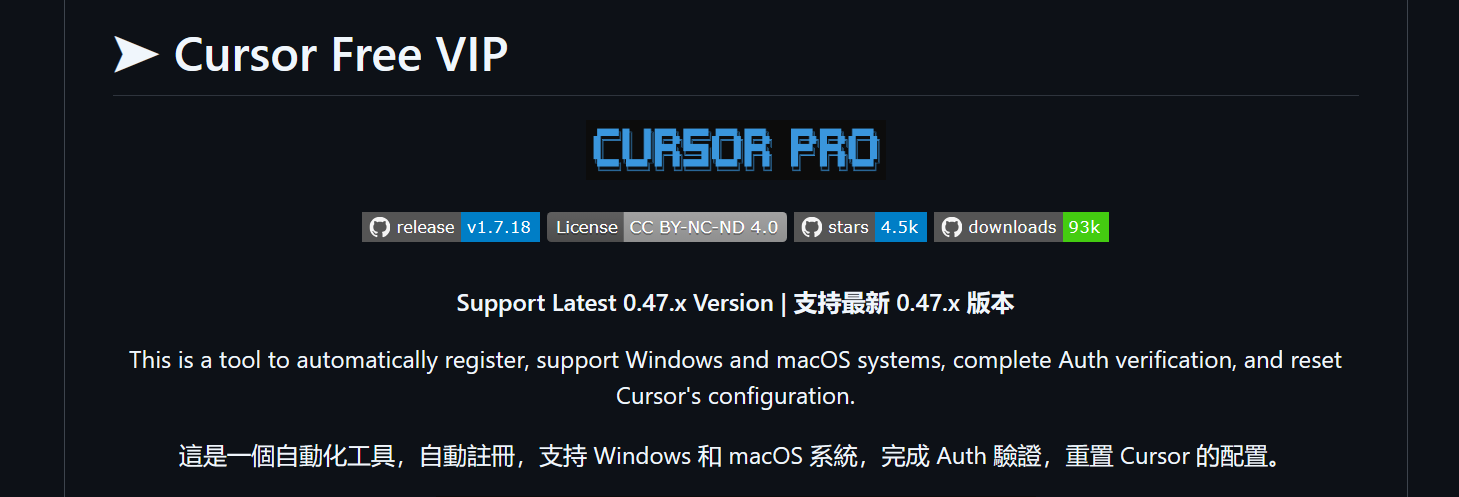 ➤ Cursor Free VIP
CURSOR PRO
release v1.7.18 License CC BY-NC-ND 4.0 stars 4.5k downloads 93k
Support Latest 0.47.x Version | 支持最新 0.47.x 版本
This is a tool to automatically register, support Windows and macOS systems, complete Auth verification, and reset
Cursor's configuration.
這是一個自動化工具，自動註冊，支持 Windows 和 macOS 系統，完成 Auth 驗證，重置 Cursor 的配置。